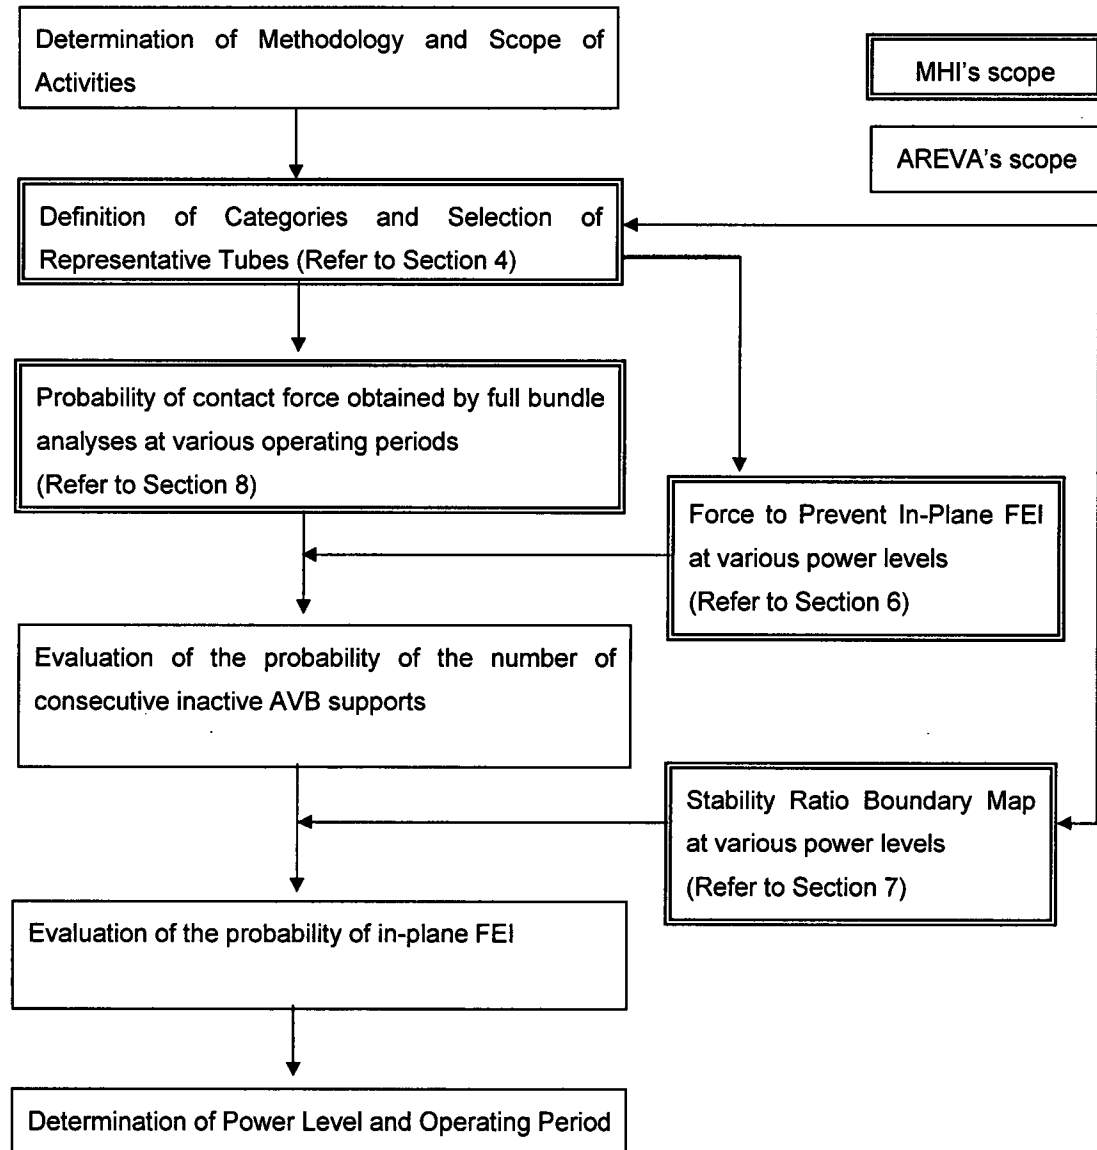 Determination of Methodology and Scope of
Activities
MHI's scope
AREVA's scope
Definition of Categories and Selection of
Representative Tubes (Refer to Section 4)
Probability of contact force obtained by full bundle
analyses at various operating periods
(Refer to Section 8)
Force to Prevent In-Plane FEI
at various power levels
(Refer to Section 6)
Evaluation of the probability of the number of
consecutive inactive AVB supports
Stability Ratio Boundary Map
at various power levels
(Refer to Section 7)
Evaluation of the probability of in-plane FEI
Determination of Power Level and Operating Period